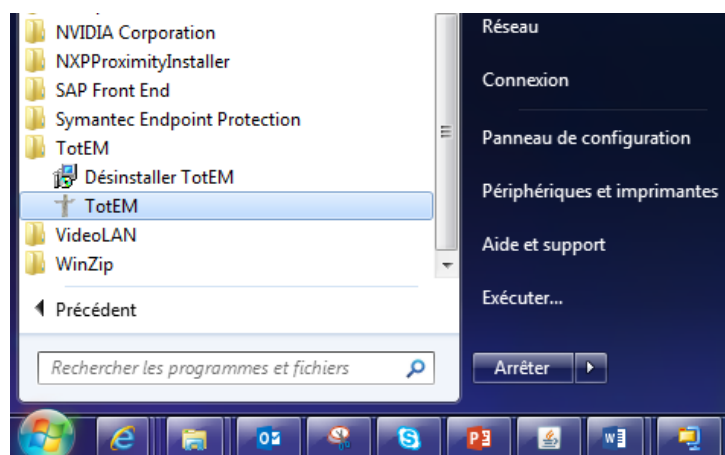 NVIDIA Corporation
NXPProximityInstaller
SAP Front End
Symantec Endpoint Protection
TotEM
Désinstaller TotEM
TotEM
VideoLAN
WinZip
Précédent
Rechercher les programmes et fichiers
Réseau
Connexion
Panneau de configuration
Périphériques et imprimantes
Aide et support
Exécuter...
Arrêter